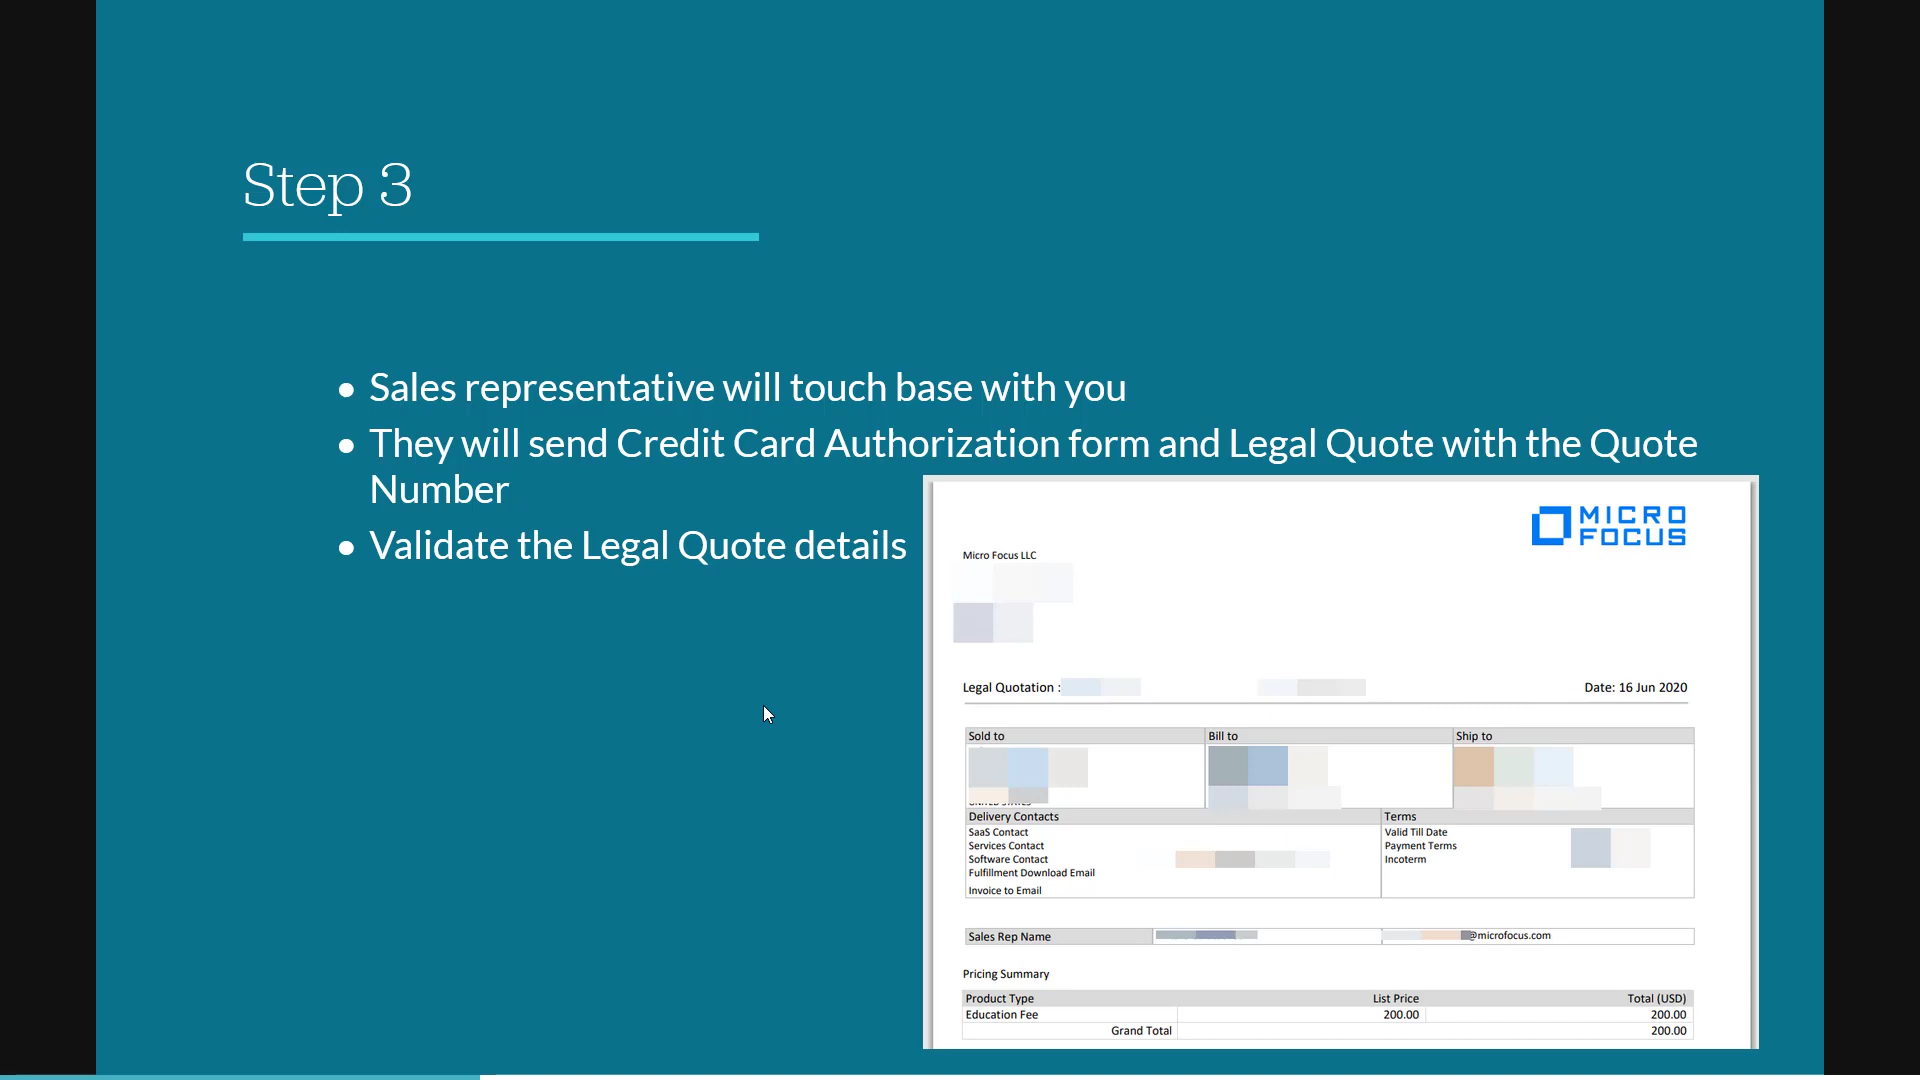 Step 3
Sales representative will touch base with you
They will send Credit Card Authorization form and Legal Quote with the Quote
Number
Validate the Legal Quote details
MICRO
FOCUS
Micro Focus LLC
Legal Quotation :
Date: 16 Jun 2020
Sold to Bill to Ship to
Delivery Contacts Terms
SaaS Contact Valid Till Date
Services Contact Payment Terms
Software Contact Incoterm
Fulfillment Download Email
Invoice to Email
Sales Rep Name @microfocus.com
Pricing Summary
Product Type List Price Total (USD)
Education Fee 200.00 200.00
Grand Total 200.00